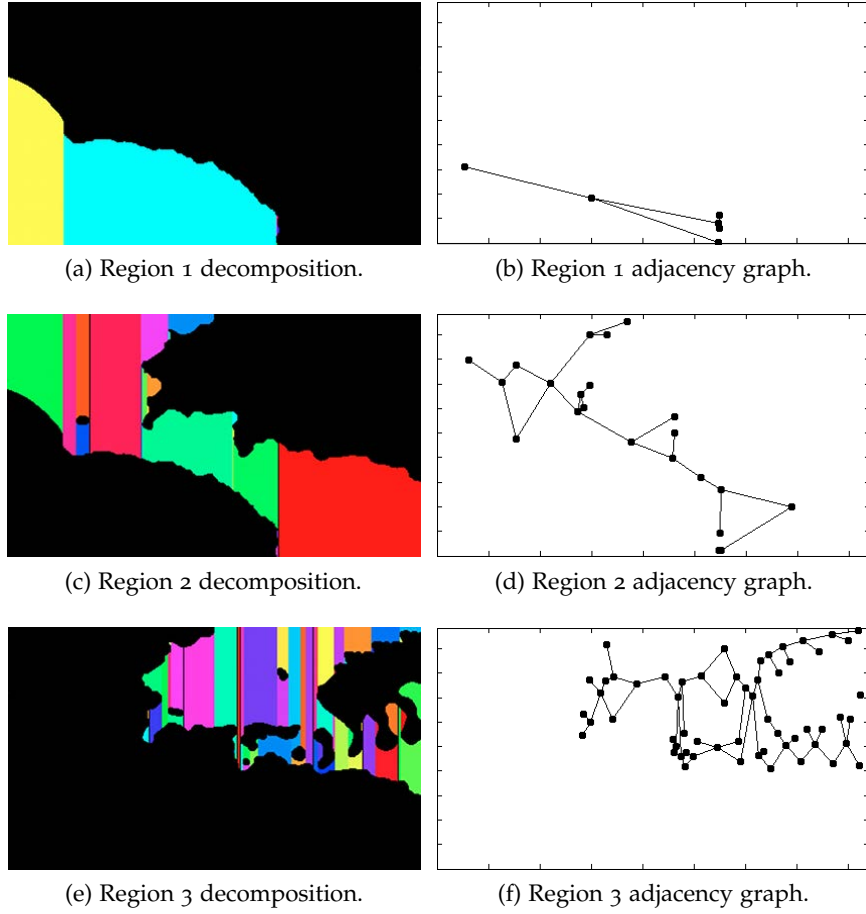 (a) Region 1 decomposition.
(b) Region 1 adjacency graph.
(c) Region 2 decomposition.
(d) Region 2 adjacency graph.
(e) Region 3 decomposition.
(f) Region 3 adjacency graph.